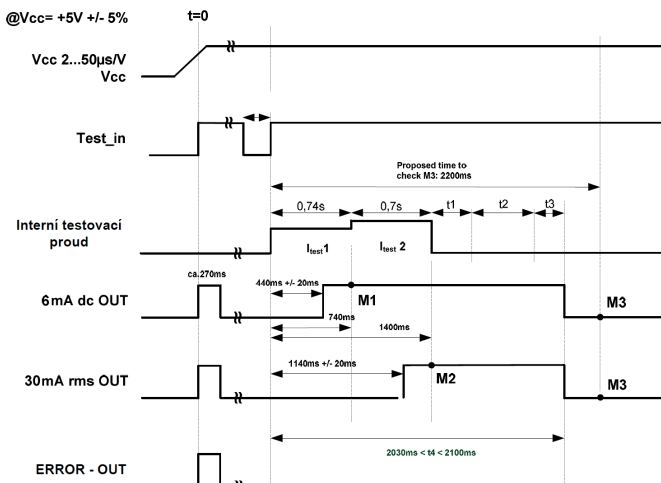 @Vcc= +5V +/- 5%
t=0
Vcc 2...50µs/V
Vcc
Test_in
Proposed time to
check M3: 2200ms
0,74s
0,7s
t1
t2
t3
Interní testovací
proud
Itest1
Itest 2
ca.270ms
440ms +/- 20ms
6mA dc OUT
M1
M3
740ms
1400ms
1140ms +/- 20ms
30mA rms OUT
M2
M3
2030ms < t4 < 2100ms
ERROR - OUT